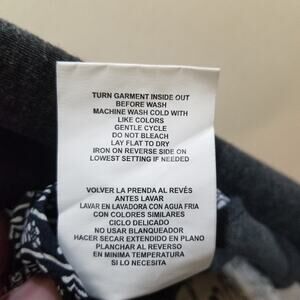 TURN GARMENT INSIDE OUT
BEFORE WASH
MACHINE WASH COLD WITH
LIKE COLORS
GENTLE CYCLE
DO NOT BLEACH
LAY FLAT TO DRY
IRON ON REVERSE SIDE ON
LOWEST SETTING IF NEEDED
VOLVER LA PRENDA AL REVÉS
ANTES LAVAR
LAVAR EN LAVADORA CON AGUA FRIA
CON COLORES SIMILARES
CICLO DELICADO
NO USAR BLANQUEADOR
HACER SECAR EXTENDIDO EN PLANO
PLANCHAR AL REVERSO
EN MINIMA TEMPERATURA
SI LO NECESITA